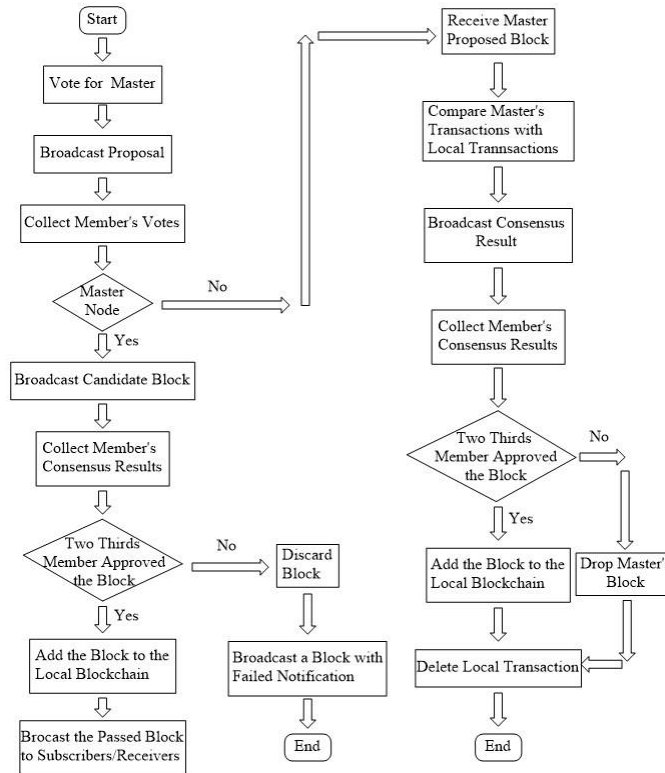 Start
Vote for Master
Broadcast Proposal
Collect Member's Votes
Master
Node
No
Yes
Broadcast Candidate Block
Collect Member's
Consensus Results
Two Thirds
Member Approved
the Block
No
Yes
Discard
Block
Add the Block to the
Local Blockchain
Broadcast a Block with
Failed Notification
Brocast the Passed Block
to Subscribers/Receivers
End
Receive Master
Proposed Block
Compare Master's
Transactions with
Local Trannsactions
Broadcast Consensus
Result
Collect Member's
Consensus Results
Two Thirds
Member Approved
the Block
No
Yes
Add the Block to the
Local Blockchain
Drop Master'
Block
Delete Local Transaction
End